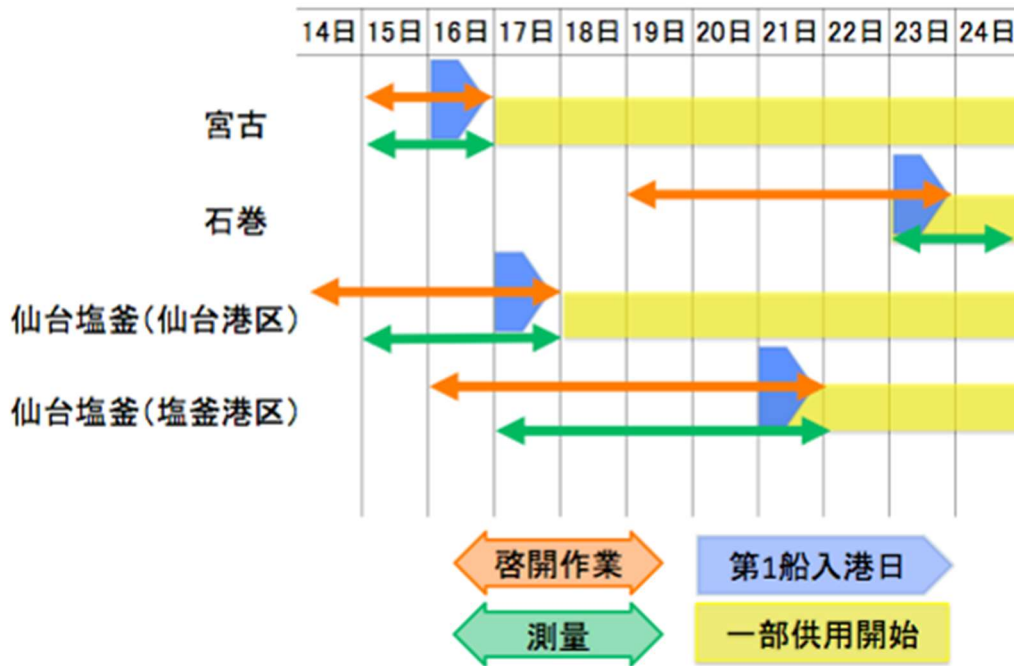 14日 15日 16日 17日 18日 19日 20日 21日 22日 23日 24日
宮古
石巻
仙台塩釜(仙台港区)
仙台塩釜(塩釜港区)
啓開作業 第1船入港日
測量 一部供用開始